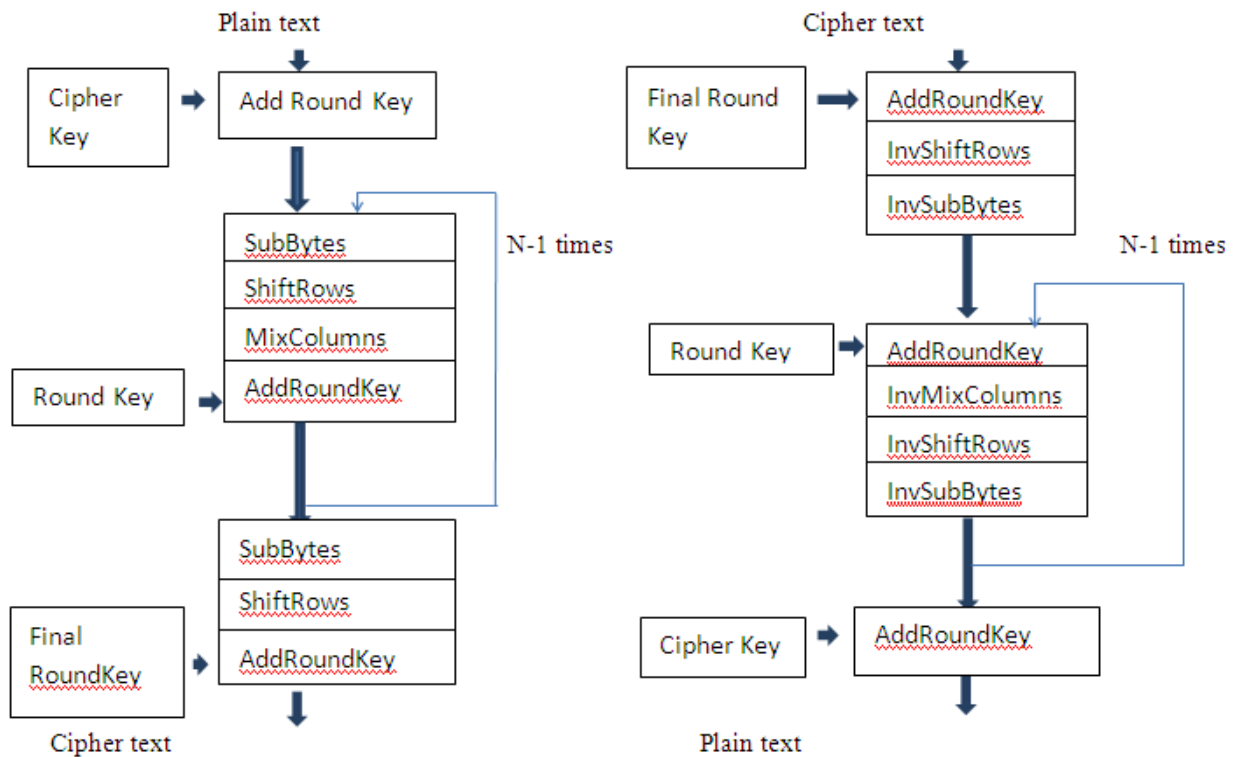 Plain text
Cipher
Key
Add Round Key
SubBytes
ShiftRows
MixColumns
AddRoundKey
N-1 times
Round Key
SubBytes
ShiftRows
AddRoundKey
Final
RoundKey
Cipher text
Cipher text
Final Round
Key
AddRoundKey
InvShiftRows
InvSubBytes
N-1 times
Round Key
AddRoundKey
InvMixColumns
InvShiftRows
InvSubBytes
Cipher Key
AddRoundKey
Plain text